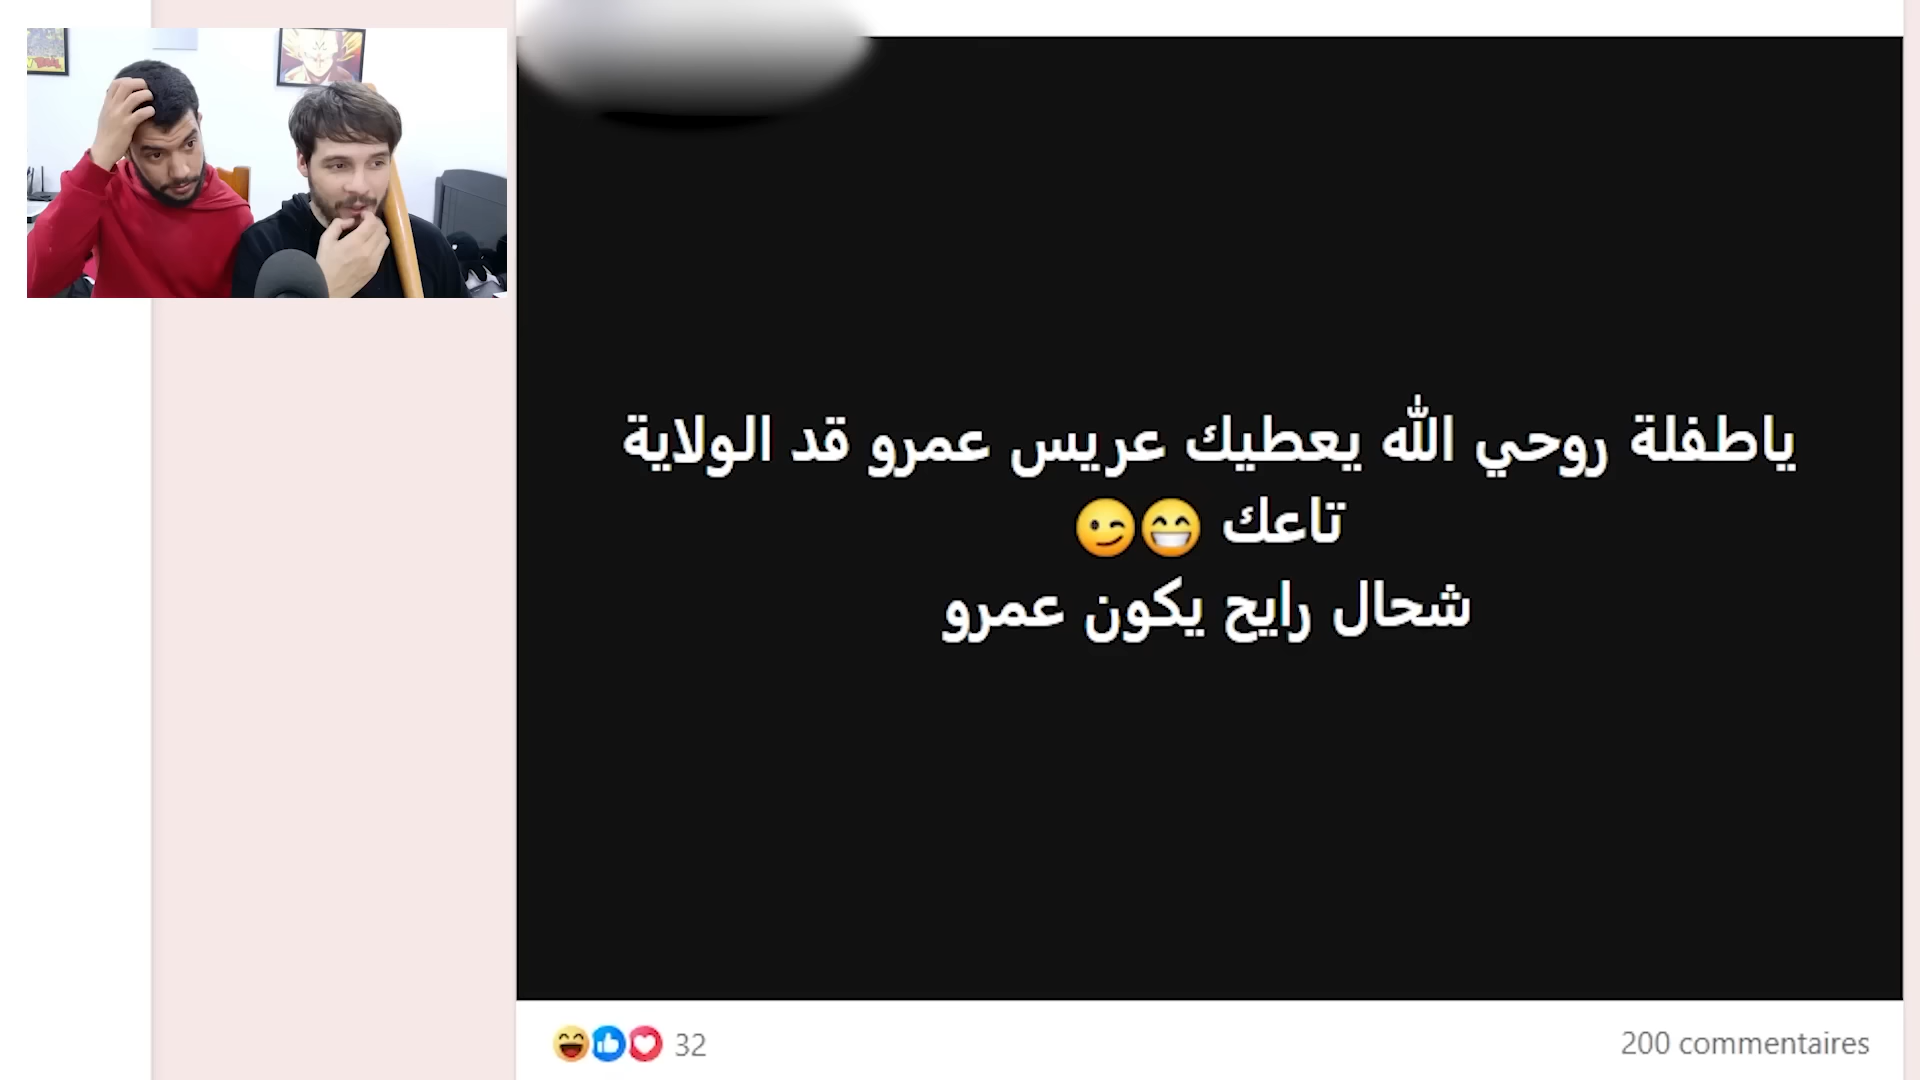 ياطفلة روحي الله يعطيك عريس عمرو قد الولاية
تاعك 😁😉
شحال رايح يكون عمرو
32
200 commentaires